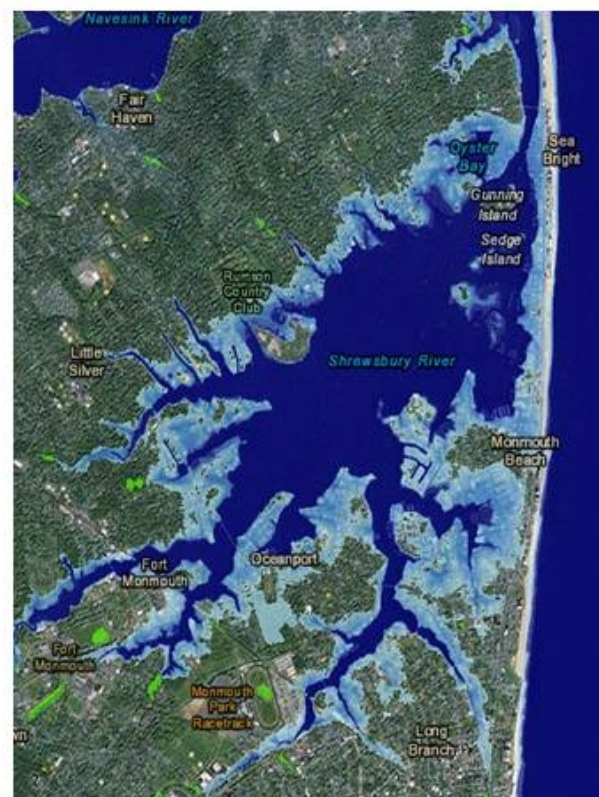 Navesink River
Fair
Haven
Oyster
Bay
Sea
Bright
Gunning
Island
Sedge
Island
Rumson
Country
Club
Little
Silver
Shrewsbury River
Monmouth
Beach
Oceanport
Fort
Monmouth
Fort
Monmouth
Monmouth
Park
Racetrack
wn
Long
Branch